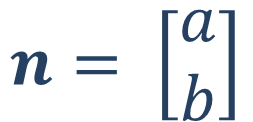 n = [a
b]